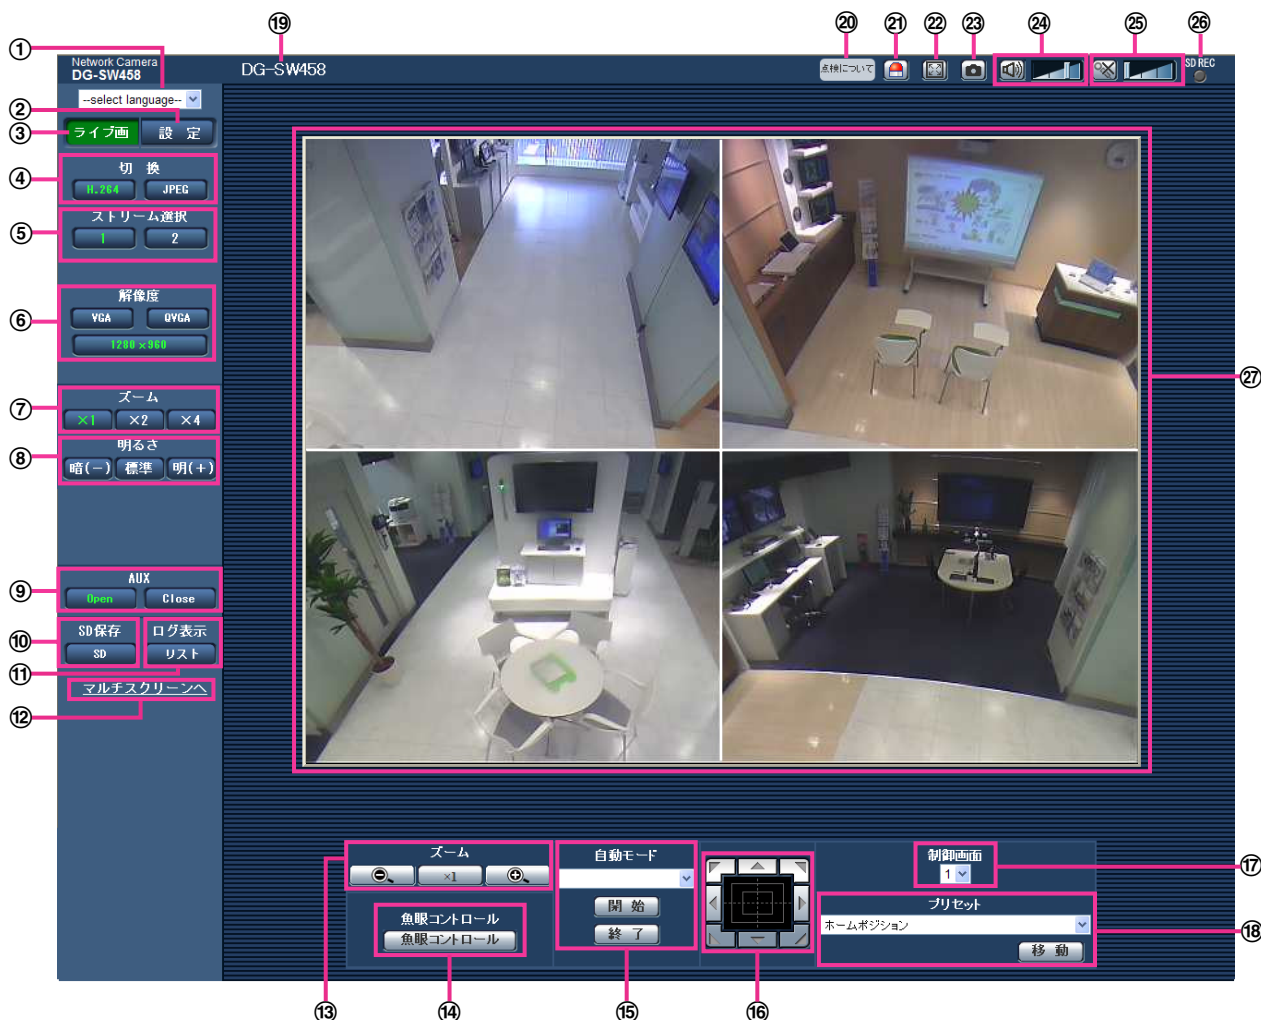 ⑲ ⑳ ㉑ ㉒ ㉓ ㉔ ㉕ ㉖
①
Network Camera
DG-SW458
DG-SW458
点検について
SD REC
--select language--
②
③ ライブ画 設 定
切 換
④ H.264 JPEG
ストリーム選択
⑤ 1 2
解像度
⑥ VGA QVGA
1280×960
㉗
ズーム
⑦ ×1 ×2 ×4
明るさ
⑧ 暗(−) 標準 明(+)
AUX
⑨ Open Close
SD保存 ログ表示
⑩ SD リスト
⑪
マルチスクリーンへ
⑫
ズーム
×1
魚眼コントロール
魚眼コントロール
自動モード
開 始
終 了
制御画面
1
⑰
プリセット
ホームポジション
⑱
移 動
⑬ ⑭ ⑮ ⑯